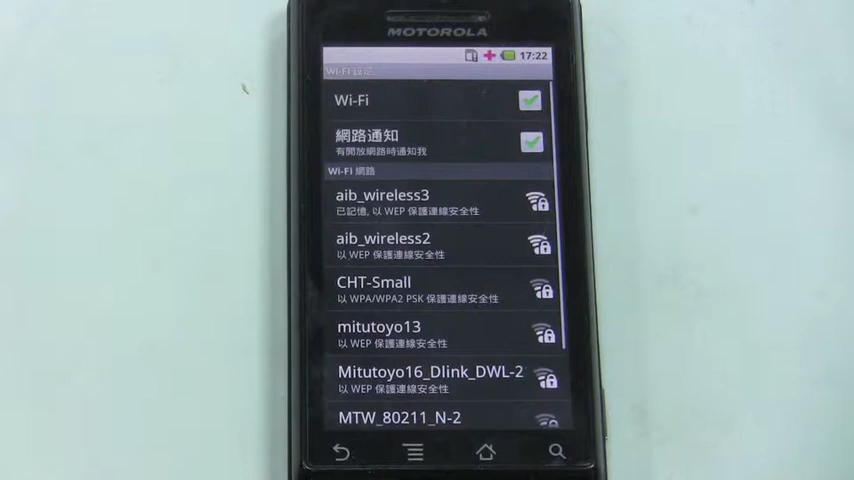 MOTOROLA
17:22
Wi-Fi 設定
Wi-Fi
網路通知
有開放網路時通知我
Wi-Fi 網路
aib_wireless3
已記憶, 以 WEP 保護連線安全性
aib_wireless2
以 WEP 保護連線安全性
CHT-Small
以 WPA/WPA2 PSK 保護連線安全性
mitutoyo13
以 WEP 保護連線安全性
Mitutoyo16_Dlink_DWL-2
以 WEP 保護連線安全性
MTW_80211_N-2